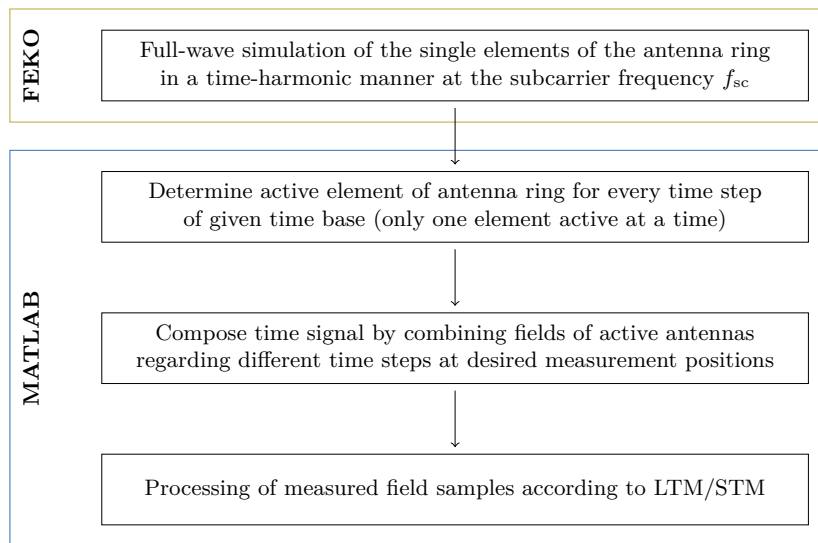 FEKO
Full-wave simulation of the single elements of the antenna ring
in a time-harmonic manner at the subcarrier frequency f_sc
MATLAB
Determine active element of antenna ring for every time step
of given time base (only one element active at a time)
Compose time signal by combining fields of active antennas
regarding different time steps at desired measurement positions
Processing of measured field samples according to LTM/STM